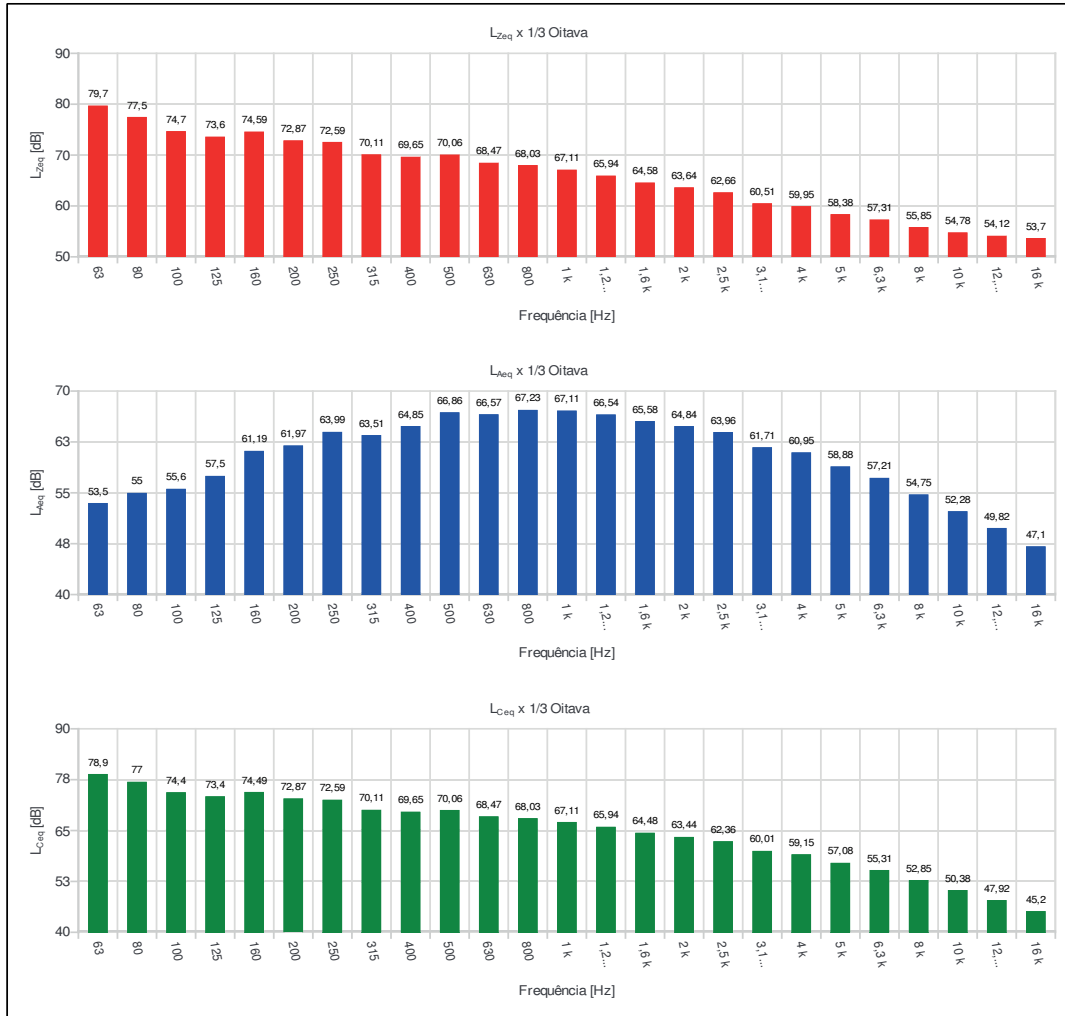 LZeq x 1/3 Oitava
90
80
70
60
50
LZeq [dB]
79,7 77,5 74,7 73,6 74,59 72,87 72,59 70,11 69,65 70,06 68,47 68,03 67,11 65,94 64,58 63,64 62,66 60,51 59,95 58,38 57,31 55,85 54,78 54,12 53,7
63 80 100 125 160 200 250 315 400 500 630 800 1 k 1,2... 1,6 k 2 k 2,5 k 3,1... 4 k 5 k 6,3 k 8 k 10 k 12,... 16 k
Frequência [Hz]
LAeq x 1/3 Oitava
70
63
55
48
40
LAeq [dB]
53,5 55 55,6 57,5 61,19 61,97 63,99 63,51 64,85 66,86 66,57 67,23 67,11 66,54 65,58 64,84 63,96 61,71 60,95 58,88 57,21 54,75 52,28 49,82 47,1
63 80 100 125 160 200 250 315 400 500 630 800 1 k 1,2... 1,6 k 2 k 2,5 k 3,1... 4 k 5 k 6,3 k 8 k 10 k 12,... 16 k
Frequência [Hz]
LCeq x 1/3 Oitava
90
78
65
53
40
LCeq [dB]
78,9 77 74,4 73,4 74,49 72,87 72,59 70,11 69,65 70,06 68,47 68,03 67,11 65,94 64,48 63,44 62,36 60,01 59,15 57,08 55,31 52,85 50,38 47,92 45,2
63 80 100 125 160 200 250 315 400 500 630 800 1 k 1,2... 1,6 k 2 k 2,5 k 3,1... 4 k 5 k 6,3 k 8 k 10 k 12,... 16 k
Frequência [Hz]